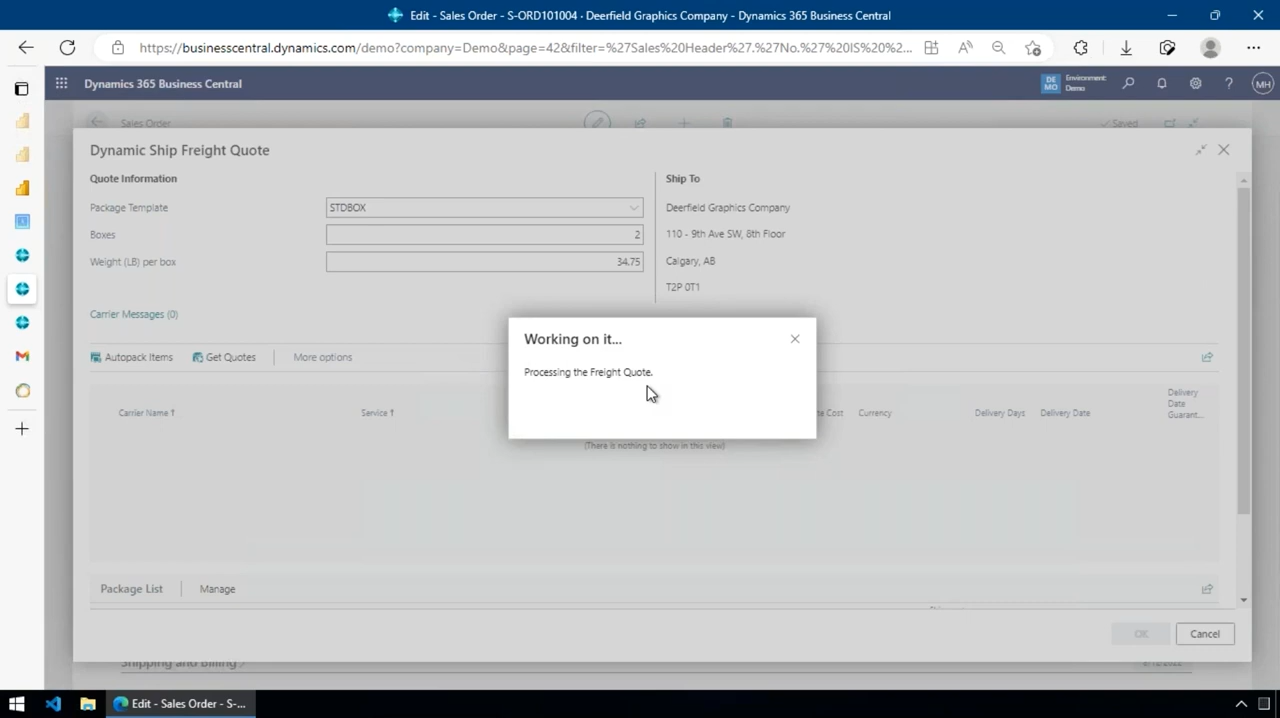 Edit - Sales Order - S-ORD101004 - Deerfield Graphics Company - Dynamics 365 Business Central
https://businesscentral.dynamics.com/demo?company=Demo&page=42&filter=%27Sales%20Header%27.%27No.%27%20IS%20%2...
Dynamics 365 Business Central
DE
MO
Environment:
Demo
MH
Sales Order
Saved
Dynamic Ship Freight Quote
Quote Information
Package Template
STDBOX
Boxes
2
Weight (LB) per box
34.75
Ship To
Deerfield Graphics Company
110 - 9th Ave SW, 8th Floor
Calgary, AB
T2P 0T1
Carrier Messages (0)
Working on it...
Processing the Freight Quote.
Autopack Items
Get Quotes
More options
Carrier Name ↑
Service ↑
Cost
Currency
Delivery Days
Delivery Date
Delivery
Date
Guarant...
(There is nothing to show in this view)
Package List
Manage
OK
Cancel
Shipping and Billing
Edit - Sales Order - S-...